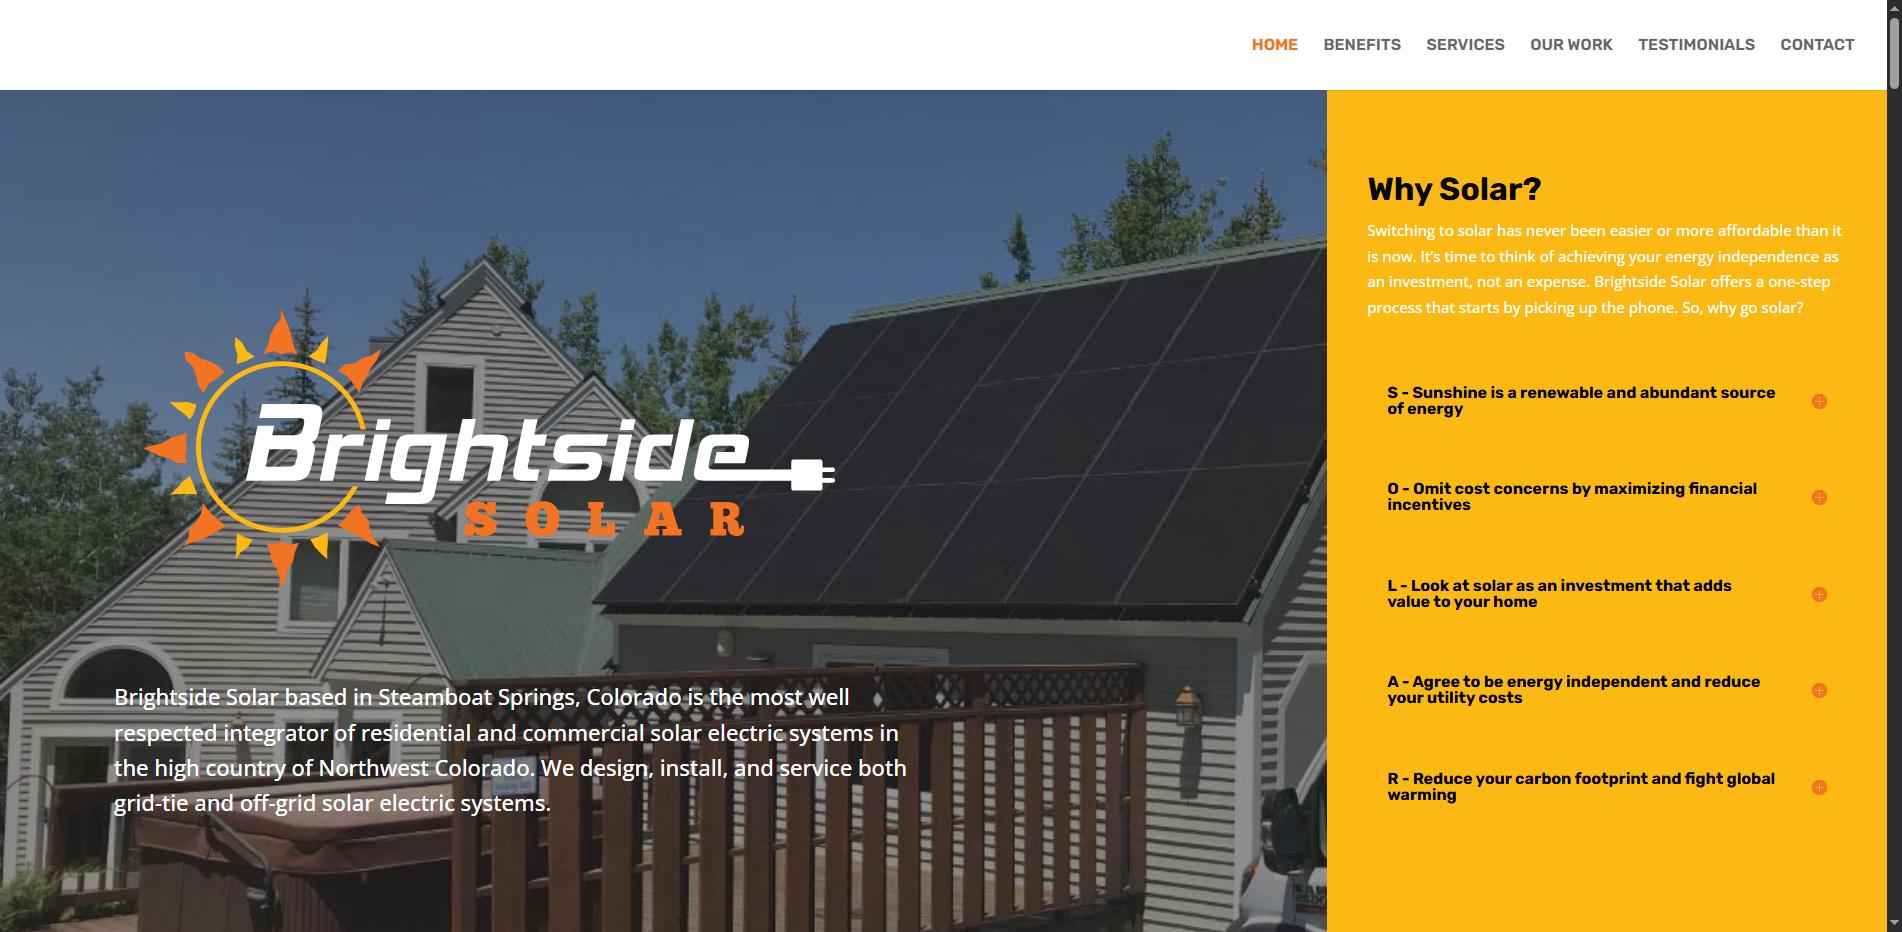 HOME BENEFITS SERVICES OUR WORK TESTIMONIALS CONTACT
Brightside
SOLAR
Brightside Solar based in Steamboat Springs, Colorado is the most well
respected integrator of residential and commercial solar electric systems in
the high country of Northwest Colorado. We design, install, and service both
grid-tie and off-grid solar electric systems.
Why Solar?
Switching to solar has never been easier or more affordable than it
is now. It's time to think of achieving your energy independence as
an investment, not an expense. Brightside Solar offers a one-step
process that starts by picking up the phone. So, why go solar?
S - Sunshine is a renewable and abundant source
of energy
O - Omit cost concerns by maximizing financial
incentives
L - Look at solar as an investment that adds
value to your home
A - Agree to be energy independent and reduce
your utility costs
R - Reduce your carbon footprint and fight global
warming